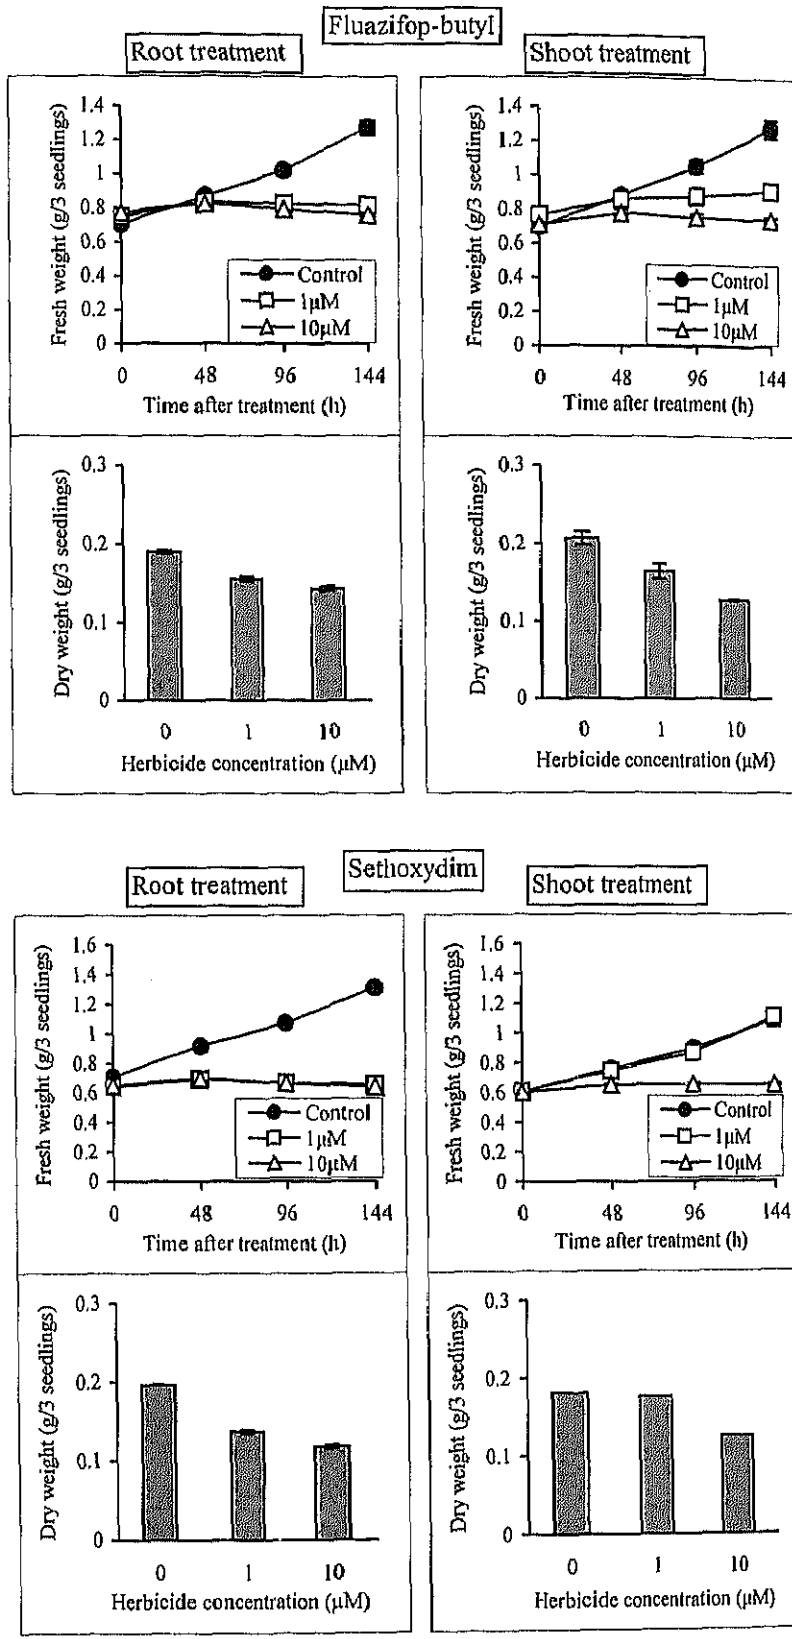 Fluazifop-butyl
Root treatment
Shoot treatment
Fresh weight (g/3 seedlings)
1.4
1.2
1
0.8
0.6
0.4
0.2
0
Control
1μM
10μM
0 48 96 144
Time after treatment (h)
Fresh weight (g/3 seedlings)
1.4
1.2
1
0.8
0.6
0.4
0.2
0
Control
1μM
10μM
0 48 96 144
Time after treatment (h)
Dry weight (g/3 seedlings)
0.3
0.2
0.1
0
0 1 10
Herbicide concentration (μM)
Dry weight (g/3 seedlings)
0.3
0.2
0.1
0
0 1 10
Herbicide concentration (μM)
Sethoxydim
Root treatment
Shoot treatment
Fresh weight (g/3 seedlings)
1.6
1.4
1.2
1
0.8
0.6
0.4
0.2
0
Control
1μM
10μM
0 48 96 144
Time after treatment (h)
Fresh weight (g/3 seedlings)
1.6
1.4
1.2
1
0.8
0.6
0.4
0.2
0
Control
1μM
10μM
0 48 96 144
Time after treatment (h)
Dry weight (g/3 seedlings)
0.3
0.2
0.1
0
0 1 10
Herbicide concentration (μM)
Dry weight (g/3 seedlings)
0.3
0.2
0.1
0
0 1 10
Herbicide concentration (μM)